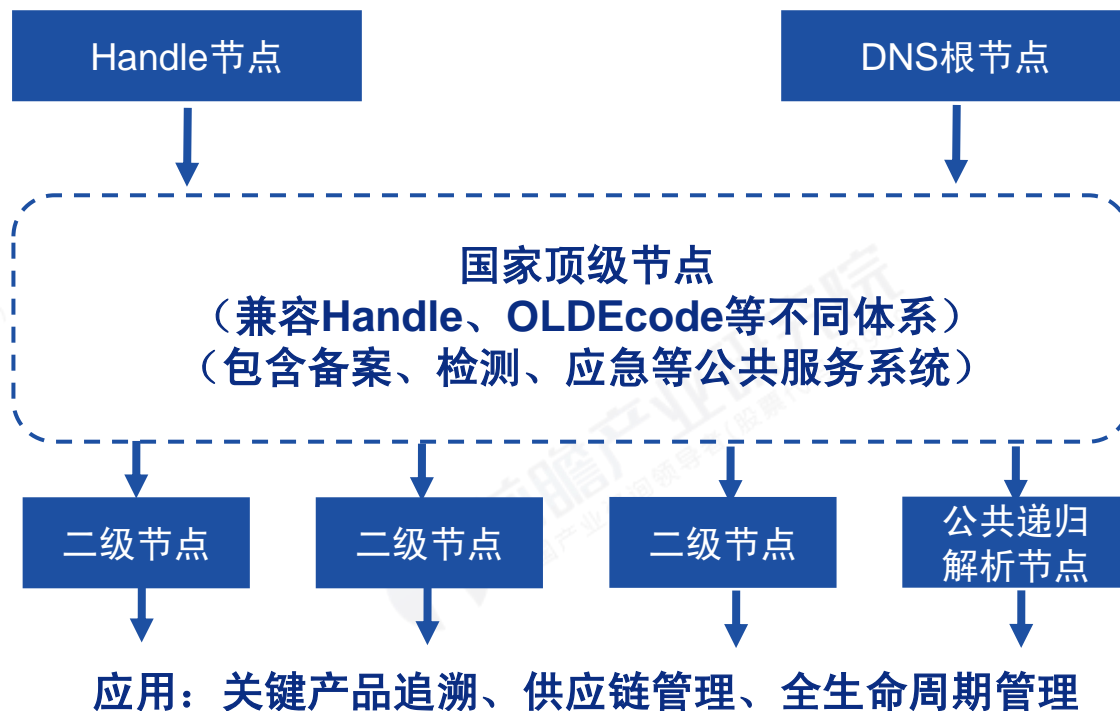 Handle节点
DNS根节点
国家顶级节点
（兼容Handle、OLDEcode等不同体系）
（包含备案、检测、应急等公共服务系统）
二级节点
二级节点
二级节点
公共递归
解析节点
应用：关键产品追溯、供应链管理、全生命周期管理